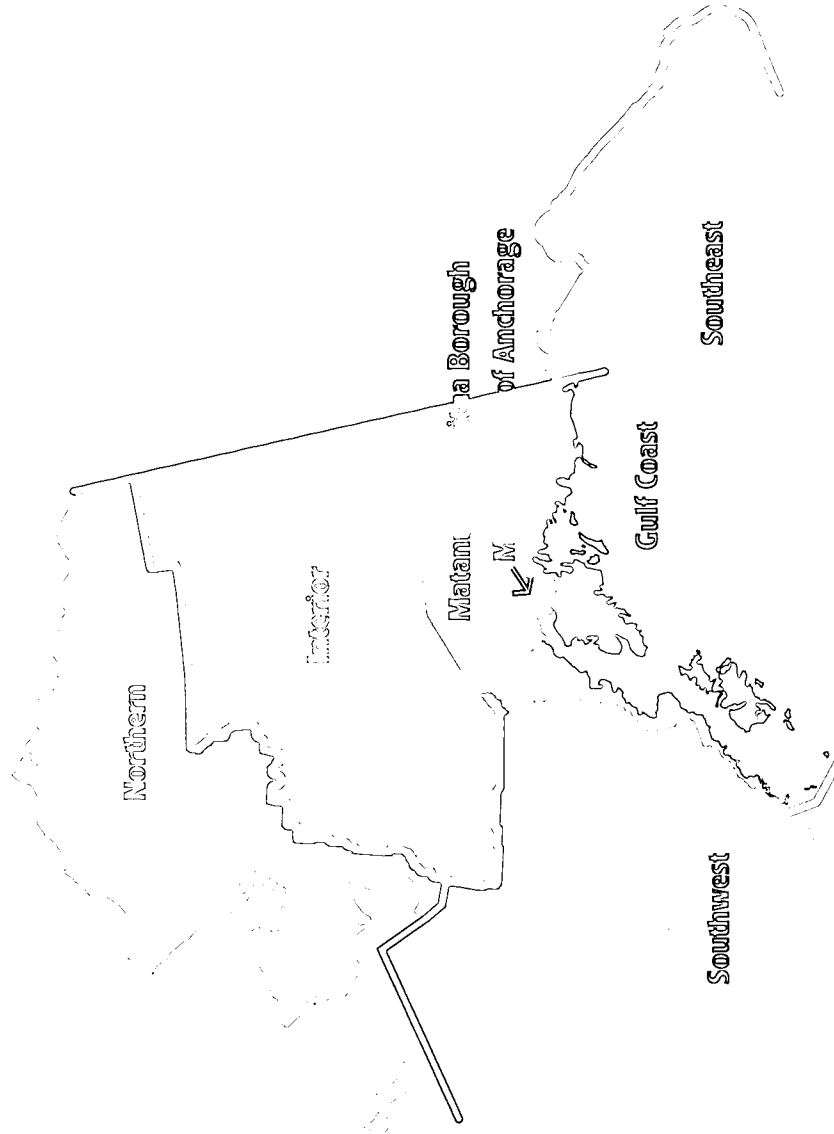 Northern
Interior
Matan
a Borough
M
of Anchorage
Gulf Coast
Southeast
Southwest